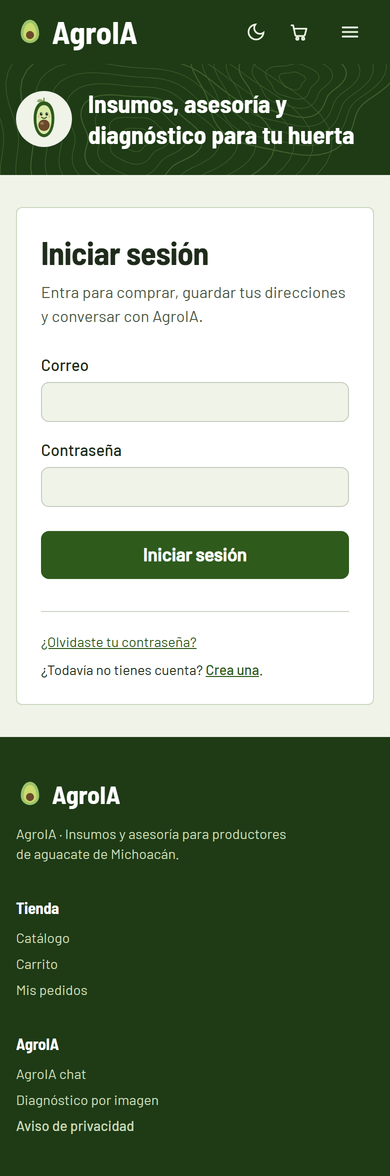 AgroIA
Insumos, asesoría y
diagnóstico para tu huerta
Iniciar sesión
Entra para comprar, guardar tus direcciones
y conversar con AgroIA.
Correo
Contraseña
Iniciar sesión
¿Olvidaste tu contraseña?
¿Todavía no tienes cuenta? Crea una.
AgroIA
AgroIA · Insumos y asesoría para productores
de aguacate de Michoacán.
Tienda
Catálogo
Carrito
Mis pedidos
AgroIA
AgroIA chat
Diagnóstico por imagen
Aviso de privacidad